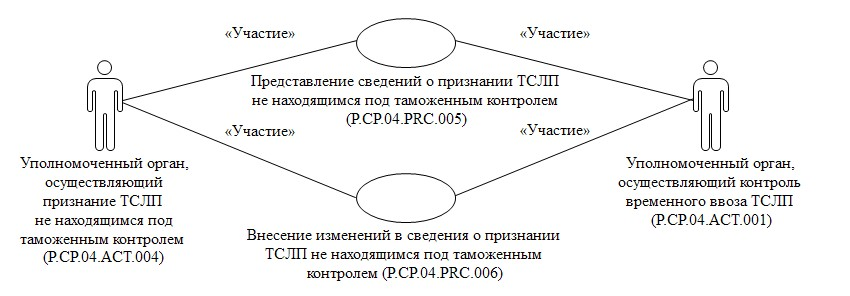 «Участие»
«Участие»
Представление сведений о признании ТСЛП
не находящимся под таможенным контролем
(P.CP.04.PRC.005)
«Участие»
«Участие»
Уполномоченный орган,
осуществляющий
признание ТСЛП
не находящимся под
таможенным контролем
(P.CP.04.ACT.004)
Уполномоченный орган,
осуществляющий контроль
временного ввоза ТСЛП
(P.CP.04.ACT.001)
Внесение изменений в сведения о признании
ТСЛП не находящимся под таможенным
контролем (P.CP.04.PRC.006)